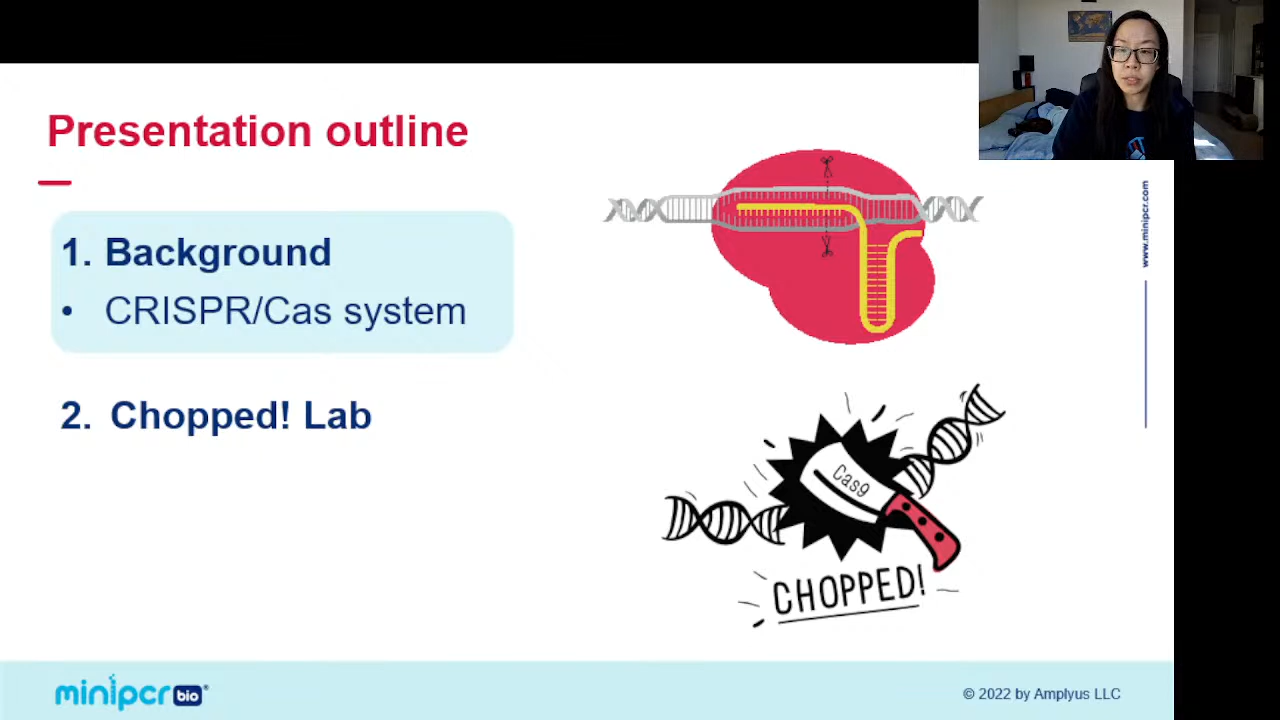 Presentation outline
1. Background
• CRISPR/Cas system
2. Chopped! Lab
www.minipcr.com
Cas9
CHOPPED!
minipcr bio®
© 2022 by Amplyus LLC